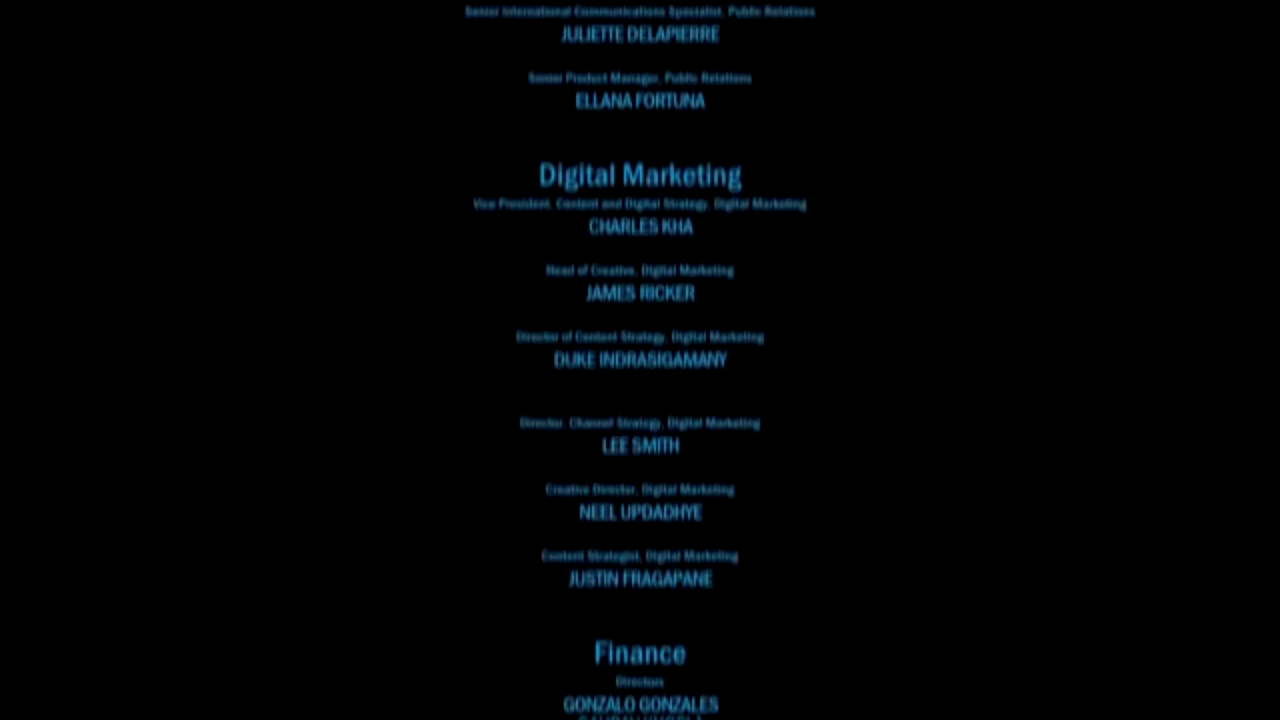 Senior International Communications Specialist, Public Relations
JULIETTE DELAPIERRE
Senior Product Manager, Public Relations
ELLANA FORTUNA
Digital Marketing
Vice President, Content and Digital Strategy, Digital Marketing
CHARLES KHA
Head of Creative, Digital Marketing
JAMES RICKER
Director of Content Strategy, Digital Marketing
DUKE INDRASIGAMANY
Director, Channel Strategy, Digital Marketing
LEE SMITH
Creative Director, Digital Marketing
NEEL UPDADHYE
Content Strategist, Digital Marketing
JUSTIN FRAGAPANE
Finance
Directors
GONZALO GONZALES